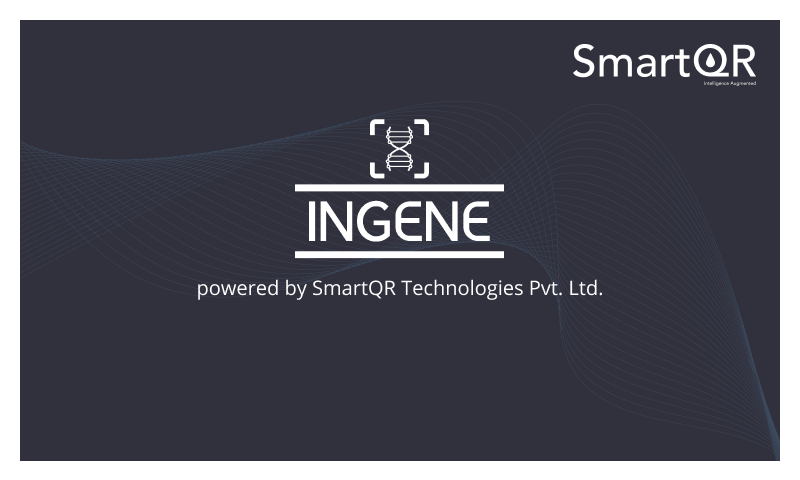 SmartQR
Intelligence Augmented
INGENE
powered by SmartQR Technologies Pvt. Ltd.